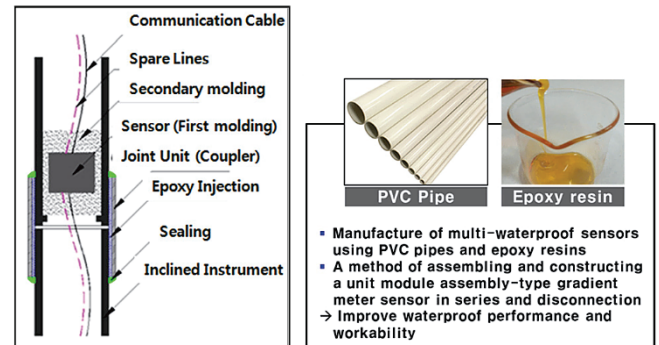 Communication Cable
Spare Lines
Secondary molding
Sensor (First molding)
Joint Unit (Coupler)
Epoxy Injection
Sealing
Inclined Instrument
PVC Pipe
Epoxy resin
▪ Manufacture of multi-waterproof sensors
using PVC pipes and epoxy resins
▪ A method of assembling and constructing
a unit module assembly-type gradient
meter sensor in series and disconnection
→ Improve waterproof performance and
workability